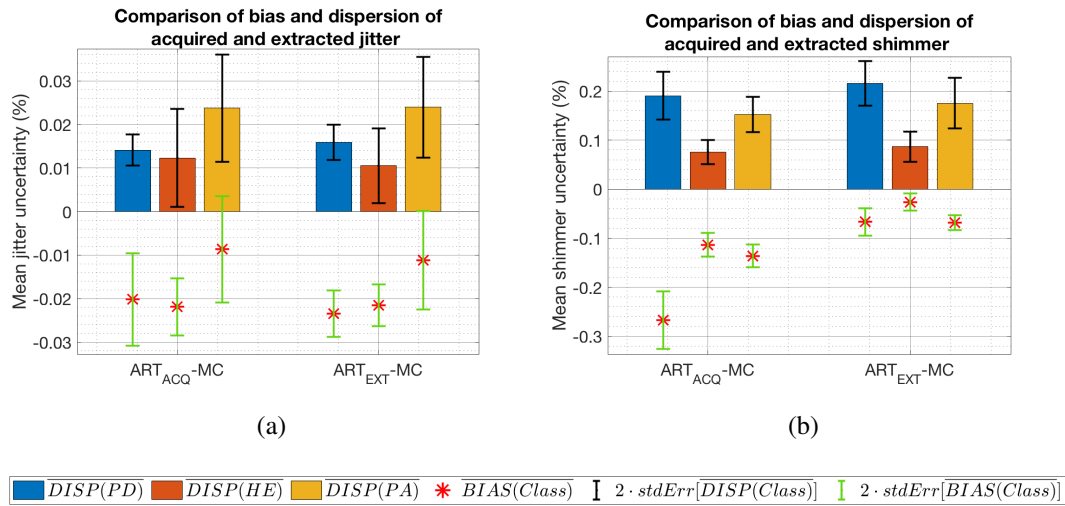 Comparison of bias and dispersion of
acquired and extracted jitter
Mean jitter uncertainty (%)
0.03
0.02
0.01
0
-0.01
-0.02
-0.03
ART_ACQ-MC
ART_EXT-MC
(a)
Comparison of bias and dispersion of
acquired and extracted shimmer
Mean shimmer uncertainty (%)
0.2
0.1
0
-0.1
-0.2
-0.3
ART_ACQ-MC
ART_EXT-MC
(b)
DISP(PD) DISP(HE) DISP(PA) BIAS(Class) 2 · stdErr[DISP(Class)] 2 · stdErr[BIAS(Class)]